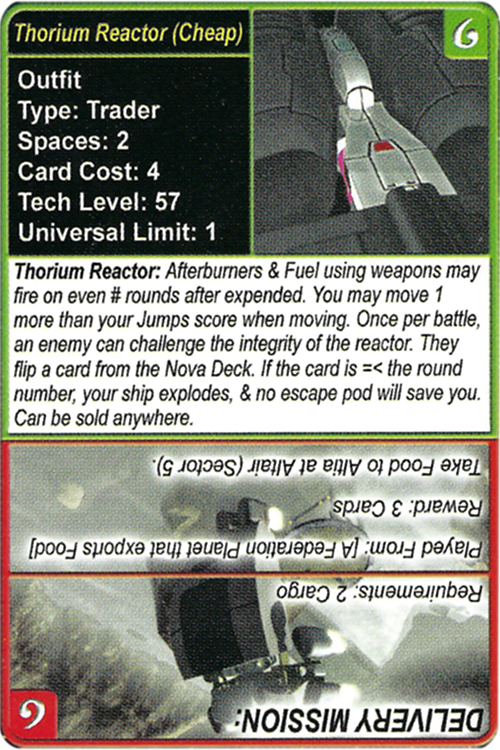 Thorium Reactor (Cheap)
6
Outfit
Type: Trader
Spaces: 2
Card Cost: 4
Tech Level: 57
Universal Limit: 1
Thorium Reactor: Afterburners & Fuel using weapons may
fire on even # rounds after expended. You may move 1
more than your Jumps score when moving. Once per battle,
an enemy can challenge the integrity of the reactor. They
flip a card from the Nova Deck. If the card is =< the round
number, your ship explodes, & no escape pod will save you.
Can be sold anywhere.
DELIVERY MISSION:
6
Requirements: 2 Cargo
Played From: [A Federation Planet that exports Food]
Reward: 3 Cards
Take Food to Altia at Altair (Sector 5).